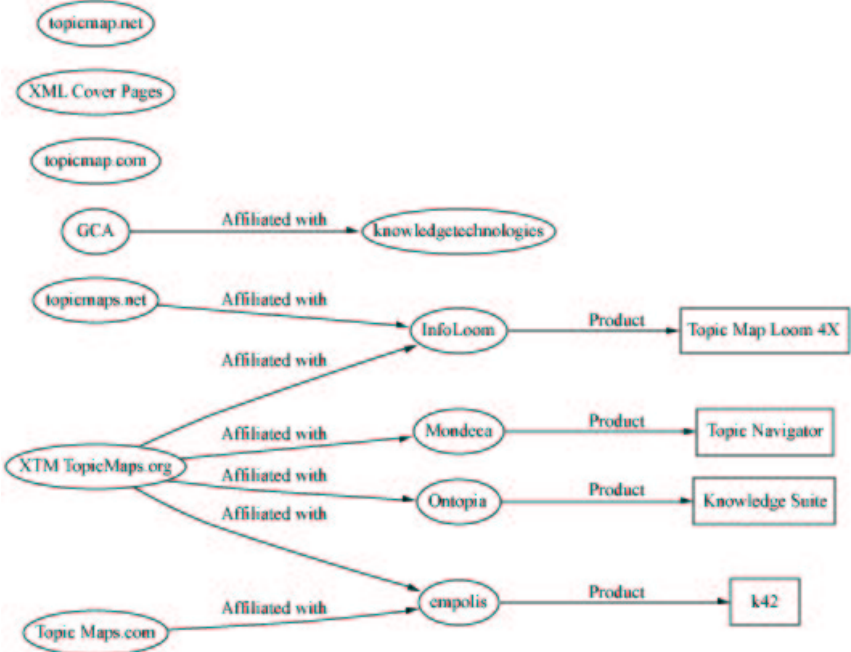 topicmap.net
XML Cover Pages
topicmap.com
GCA
Affiliated with
knowledgetechnologies
topicmaps.net
Affiliated with
InfoLoom
Product
Topic Map Loom 4X
Affiliated with
XTM TopicMaps.org
Affiliated with
Mondeca
Product
Topic Navigator
Affiliated with
Ontopia
Product
Knowledge Suite
Affiliated with
empolis
Product
k42
Topic Maps.com
Affiliated with